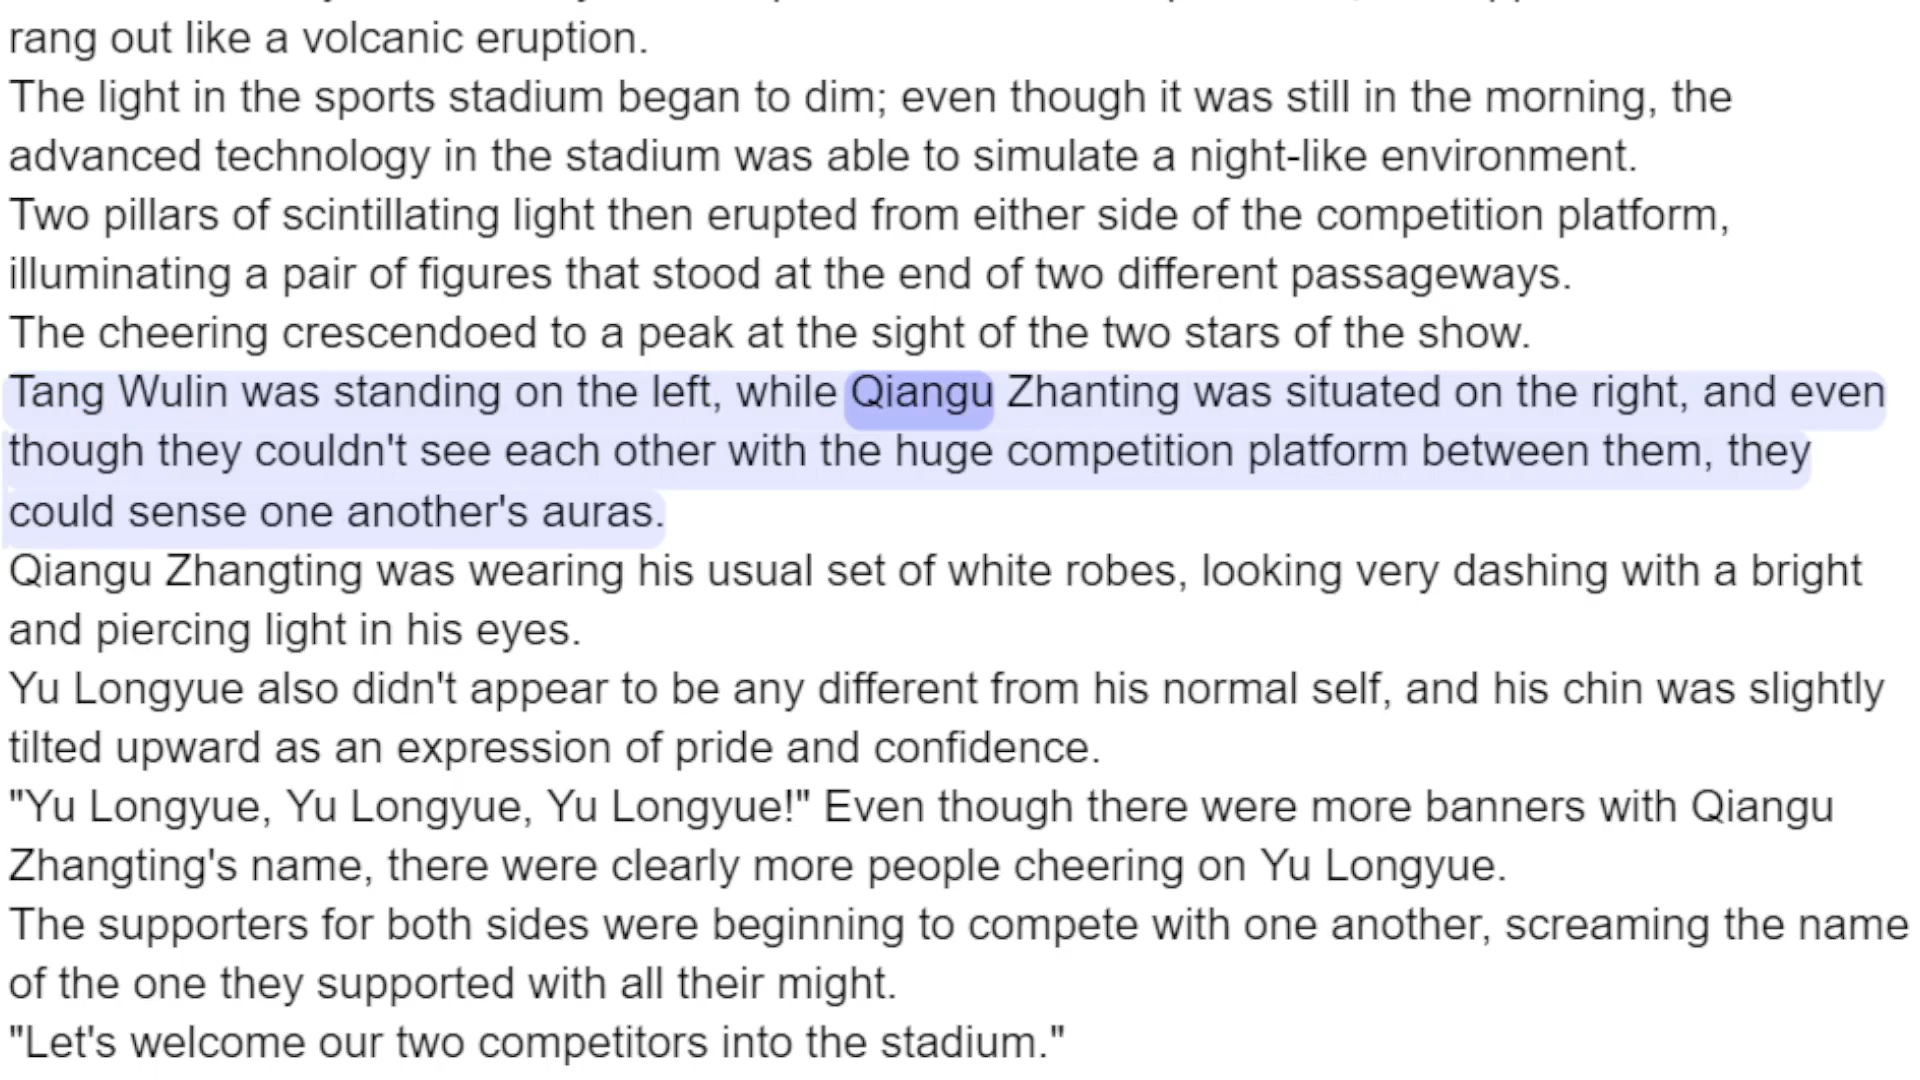 rang out like a volcanic eruption.
The light in the sports stadium began to dim; even though it was still in the morning, the
advanced technology in the stadium was able to simulate a night-like environment.
Two pillars of scintillating light then erupted from either side of the competition platform,
illuminating a pair of figures that stood at the end of two different passageways.
The cheering crescendoed to a peak at the sight of the two stars of the show.
Tang Wulin was standing on the left, while Qiangu Zhanting was situated on the right, and even
though they couldn't see each other with the huge competition platform between them, they
could sense one another's auras.
Qiangu Zhangting was wearing his usual set of white robes, looking very dashing with a bright
and piercing light in his eyes.
Yu Longyue also didn't appear to be any different from his normal self, and his chin was slightly
tilted upward as an expression of pride and confidence.
"Yu Longyue, Yu Longyue, Yu Longyue!" Even though there were more banners with Qiangu
Zhangting's name, there were clearly more people cheering on Yu Longyue.
The supporters for both sides were beginning to compete with one another, screaming the name
of the one they supported with all their might.
"Let's welcome our two competitors into the stadium."